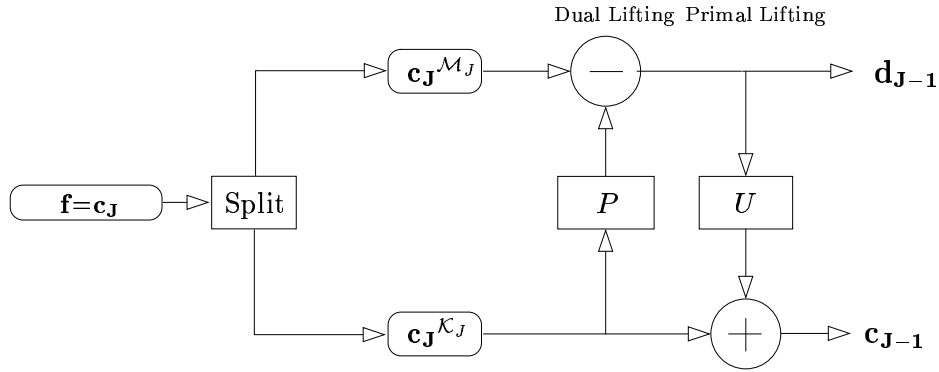 Dual Lifting Primal Lifting
c_J^{𝓜_J}
−
d_{J−1}
f=c_J
Split
P
U
c_J^{𝓚_J}
+
c_{J−1}